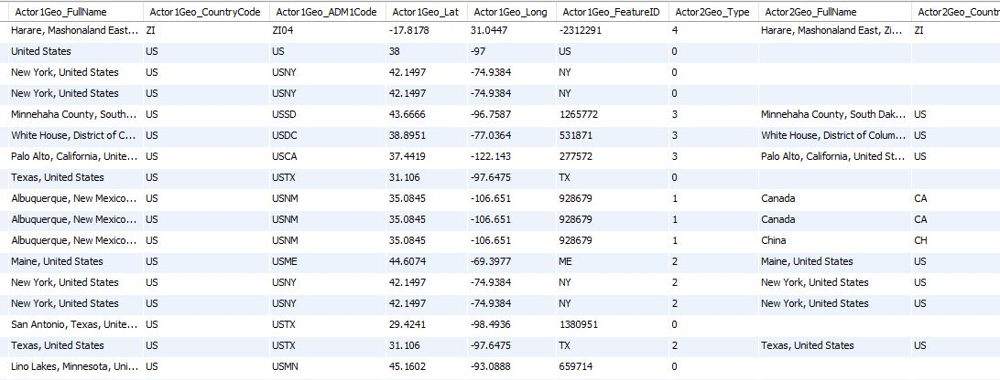 Actor1Geo_FullName Actor1Geo_CountryCode Actor1Geo_ADM1Code Actor1Geo_Lat Actor1Geo_Long Actor1Geo_FeatureID Actor2Geo_Type Actor2Geo_FullName Actor2Geo_Countr
Harare, Mashonaland East... ZI ZI04 -17.8178 31.0447 -2312291 4 Harare, Mashonaland East, Zi... ZI
United States US US 38 -97 US 0
New York, United States US USNY 42.1497 -74.9384 NY 0
New York, United States US USNY 42.1497 -74.9384 NY 0
Minnehaha County, South... US USSD 43.6666 -96.7587 1265772 3 Minnehaha County, South Dak... US
White House, District of C... US USDC 38.8951 -77.0364 531871 3 White House, District of Colum... US
Palo Alto, California, Unite... US USCA 37.4419 -122.143 277572 3 Palo Alto, California, United St... US
Texas, United States US USTX 31.106 -97.6475 TX 0
Albuquerque, New Mexico... US USNM 35.0845 -106.651 928679 1 Canada CA
Albuquerque, New Mexico... US USNM 35.0845 -106.651 928679 1 Canada CA
Albuquerque, New Mexico... US USNM 35.0845 -106.651 928679 1 China CH
Maine, United States US USME 44.6074 -69.3977 ME 2 Maine, United States US
New York, United States US USNY 42.1497 -74.9384 NY 2 New York, United States US
New York, United States US USNY 42.1497 -74.9384 NY 2 New York, United States US
San Antonio, Texas, Unite... US USTX 29.4241 -98.4936 1380951 0
Texas, United States US USTX 31.106 -97.6475 TX 2 Texas, United States US
Lino Lakes, Minnesota, Uni... US USMN 45.1602 -93.0888 659714 0